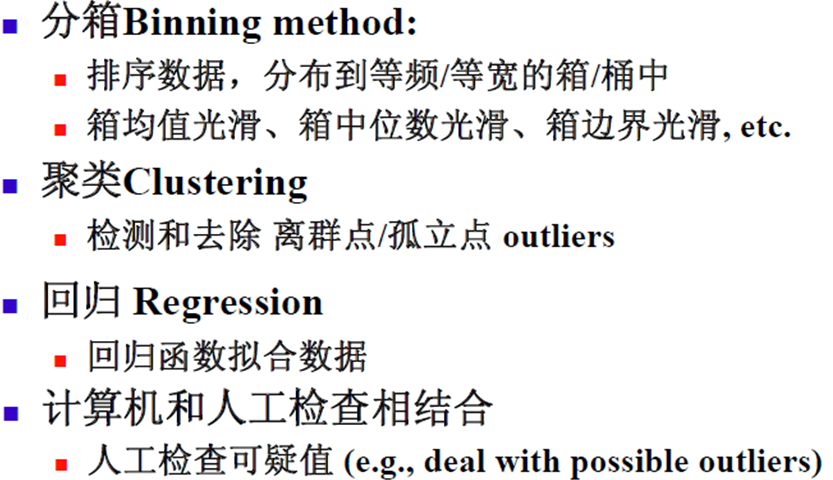 分箱Binning method:
排序数据，分布到等频/等宽的箱/桶中
箱均值光滑、箱中位数光滑、箱边界光滑, etc.
聚类Clustering
检测和去除 离群点/孤立点 outliers
回归 Regression
回归函数拟合数据
计算机和人工检查相结合
人工检查可疑值 (e.g., deal with possible outliers)